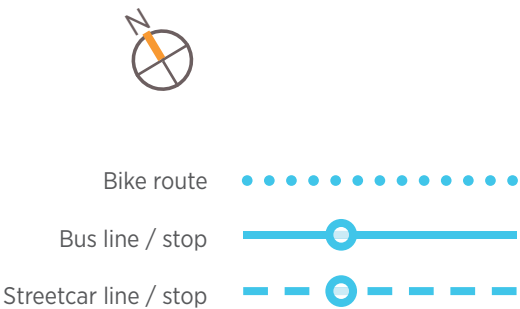 N
Bike route
Bus line / stop
Streetcar line / stop